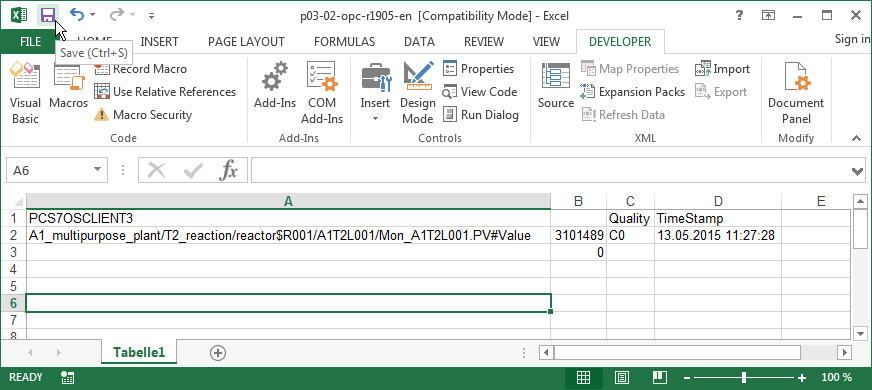 p03-02-opc-r1905-en [Compatibility Mode] - Excel
FILE HOME INSERT PAGE LAYOUT FORMULAS DATA REVIEW VIEW DEVELOPER Sign in
Save (Ctrl+S)
Visual Basic
Macros
Record Macro
Use Relative References
Macro Security
Code
Add-Ins
COM Add-Ins
Add-Ins
Insert
Design Mode
Properties
View Code
Run Dialog
Controls
Source
Map Properties
Expansion Packs
Refresh Data
Import
Export
XML
Document Panel
Modify
A6 fx
A B C D E
1 PCS7OSCLIENT3 Quality TimeStamp
2 A1_multipurpose_plant/T2_reaction/reactor$R001/A1T2L001/Mon_A1T2L001.PV#Value 3101489 C0 13.05.2015 11:27:28
3 0
4
5
6
7
8
Tabelle1
READY 100 %